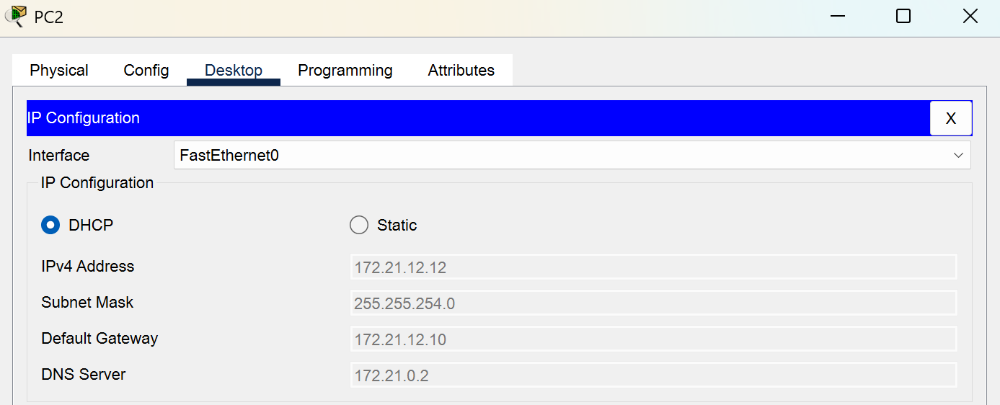 PC2
Physical Config Desktop Programming Attributes
IP Configuration X
Interface FastEthernet0
IP Configuration
DHCP Static
IPv4 Address 172.21.12.12
Subnet Mask 255.255.254.0
Default Gateway 172.21.12.10
DNS Server 172.21.0.2